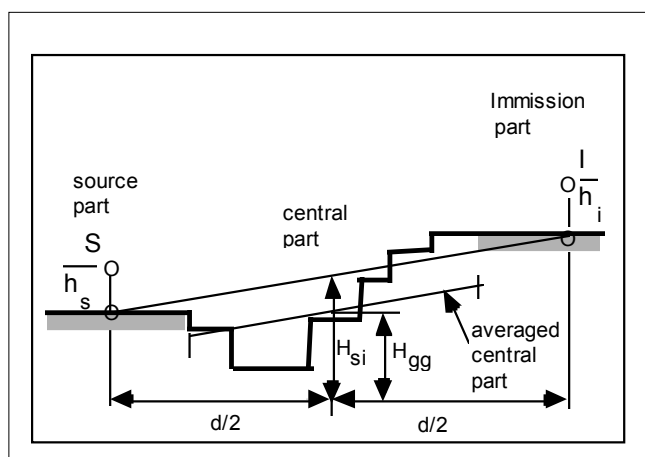 Immission
part
I
h i
source
part
central
part
S
h s
averaged
central
part
H si
H gg
d/2
d/2